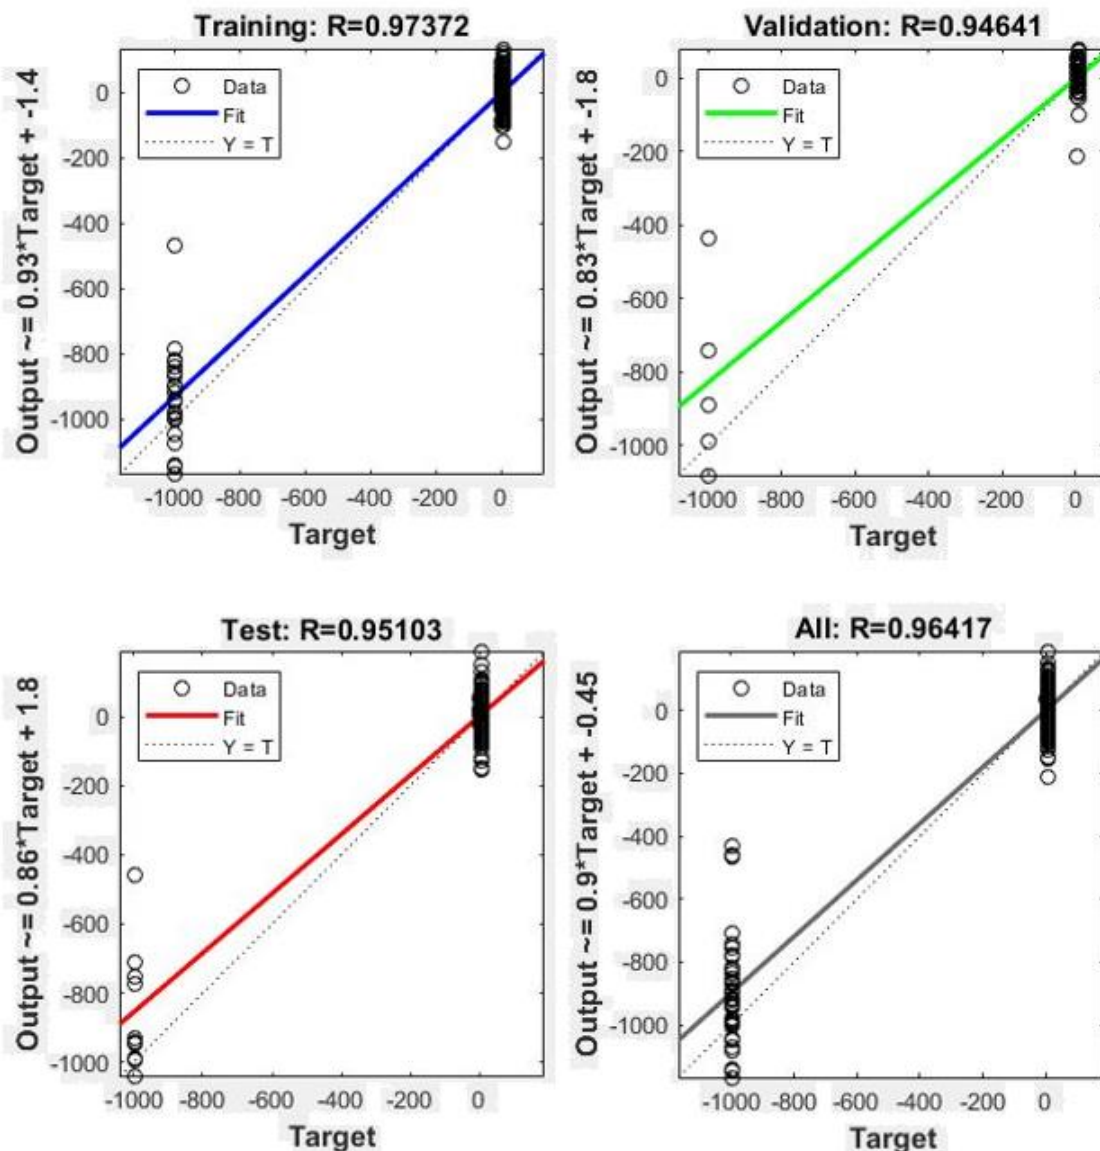 Training: R=0.97372
Output ~= 0.93*Target + -1.4
0
-200
-400
-600
-800
-1000
Data
Fit
Y = T
-1000 -800 -600 -400 -200 0
Target
Validation: R=0.94641
Output ~= 0.83*Target + -1.8
0
-200
-400
-600
-800
-1000
Data
Fit
Y = T
-1000 -800 -600 -400 -200 0
Target
Test: R=0.95103
Output ~= 0.86*Target + 1.8
0
-200
-400
-600
-800
-1000
Data
Fit
Y = T
-1000 -800 -600 -400 -200 0
Target
All: R=0.96417
Output ~= 0.9*Target + -0.45
0
-200
-400
-600
-800
-1000
Data
Fit
Y = T
-1000 -800 -600 -400 -200 0
Target